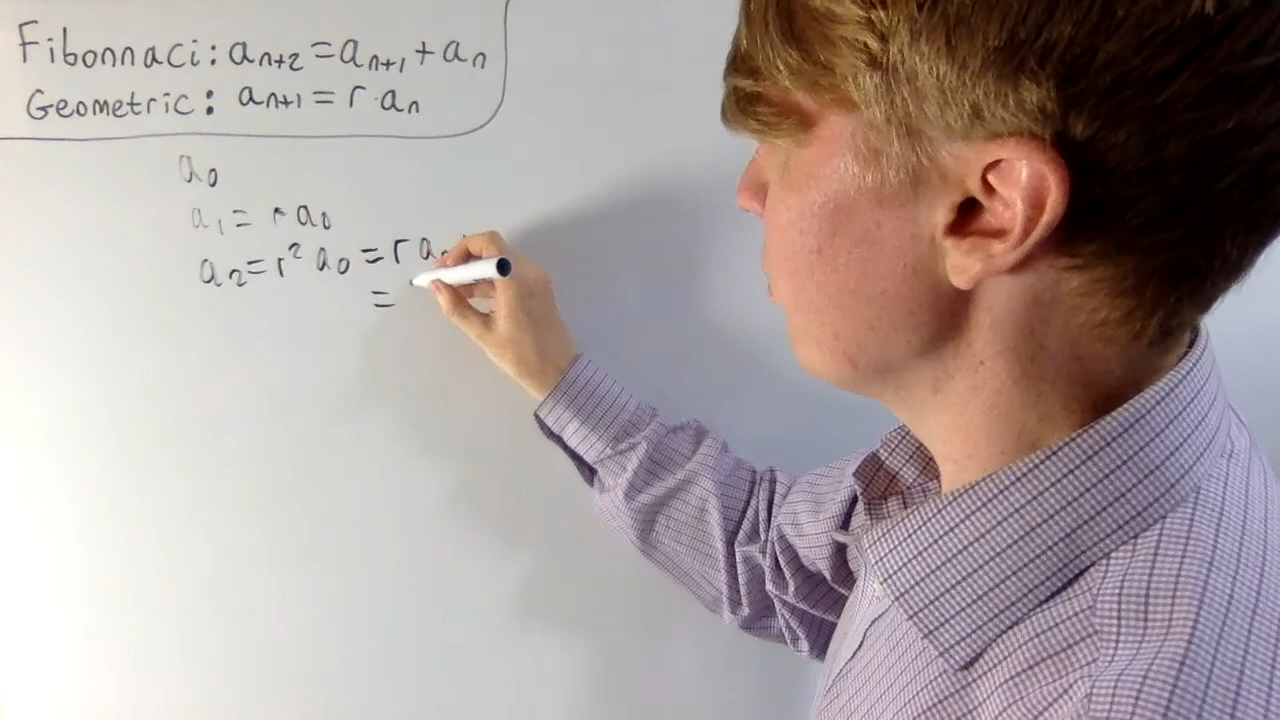 Fibonnaci: aₙ₊₂ = aₙ₊₁ + aₙ
Geometric: aₙ₊₁ = r · aₙ
a₀
a₁ = r a₀
a₂ = r² a₀ = r a
=